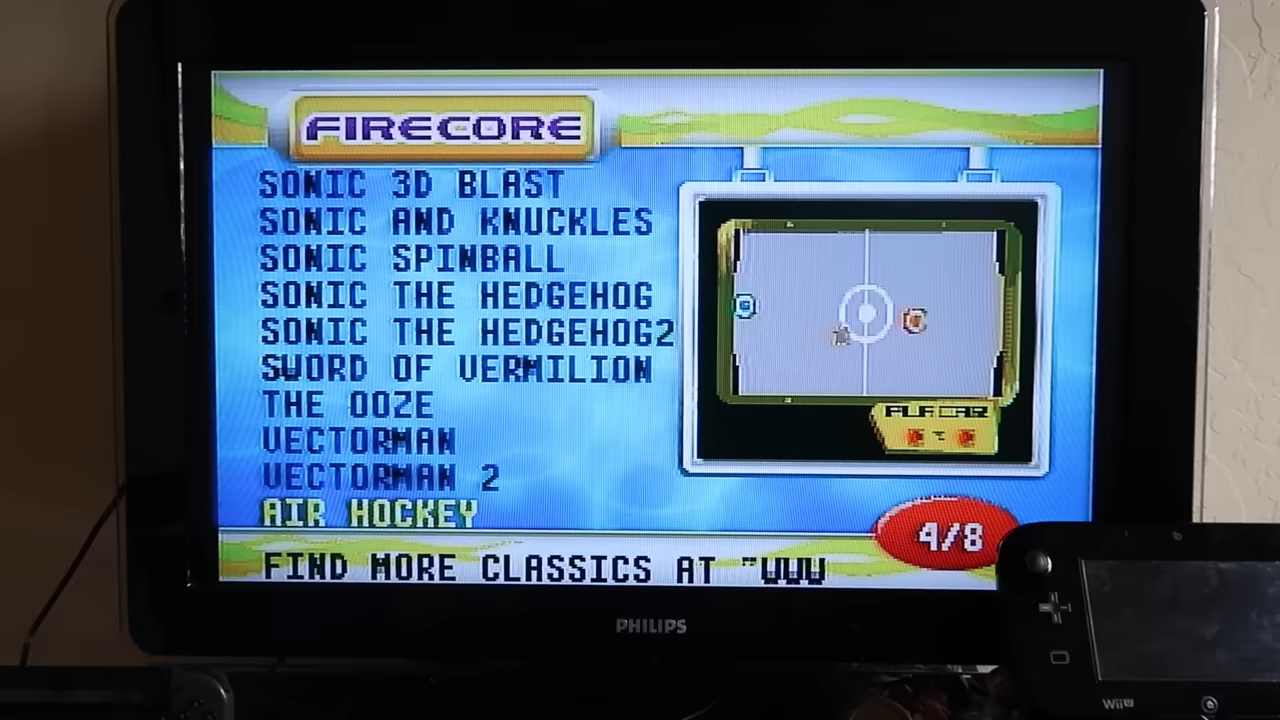 FIRECORE
SONIC 3D BLAST
SONIC AND KNUCKLES
SONIC SPINBALL
SONIC THE HEDGEHOG
SONIC THE HEDGEHOG2
SWORD OF VERMILION
THE OOZE
VECTORMAN
VECTORMAN 2
AIR HOCKEY
4/8
FIND MORE CLASSICS AT "WWW
PHILIPS
Wii U